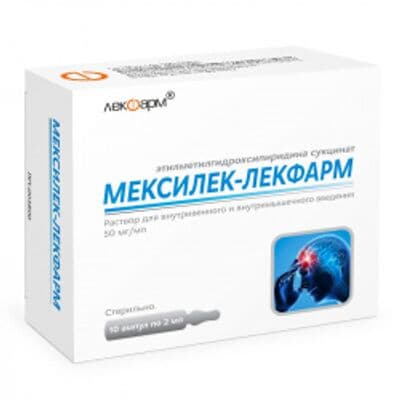 лекфарм®
этилметилгидроксипиридина сукцинат
МЕКСИЛЕК-ЛЕКФАРМ
Раствор для внутривенного и внутримышечного введения
50 мг/мл
Стерильно.
10 ампул по 2 мл
МЕКСИЛЕК-ЛЕКФАРМ